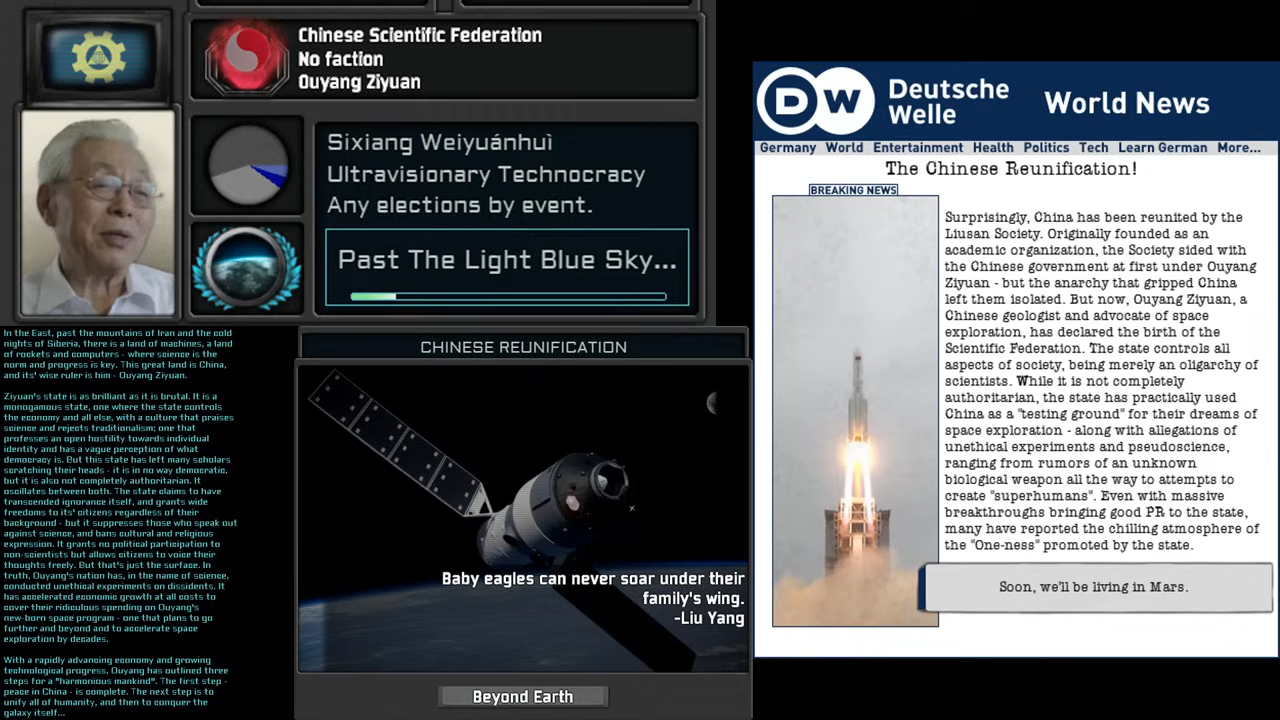 Chinese Scientific Federation
No faction
Ouyang Ziyuan
Sixiang Weiyuánhuì
Ultravisionary Technocracy
Any elections by event.
Past The Light Blue Sky...
In the East, past the mountains of Iran and the cold
nights of Siberia, there is a land of machines, a land
of rockets and computers - where science is the
norm and progress is key. This great land is China,
and its' wise ruler is him - Ouyang Ziyuan.
Ziyuan's state is as brilliant as it is brutal. It is a
monogamous state, one where the state controls
the economy and all else, with a culture that praises
science and rejects traditionalism; one that
professes an open hostility towards individual
identity and has a vague perception of what
democracy is. But this state has left many scholars
scratching their heads - it is in no way democratic,
but it is also not completely authoritarian. It
oscillates between both. The state claims to have
transcended ignorance itself, and grants wide
freedoms to its' citizens regardless of their
background - but it suppresses those who speak out
against science, and bans cultural and religious
expression. It grants no political participation to
non-scientists but allows citizens to voice their
thoughts freely. But that's just the surface. In
truth, Ouyang's nation has, in the name of science,
conducted unethical experiments on dissidents. It
has accelerated economic growth at all costs to
cover their ridiculous spending on Ouyang's
new-born space program - one that plans to go
further and beyond and to accelerate space
exploration by decades.
With a rapidly advancing economy and growing
technological progress, Ouyang has outlined three
steps for a "harmonious mankind". The first step -
peace in China - is complete. The next step is to
unify all of humanity, and then to conquer the
galaxy itself...
CHINESE REUNIFICATION
Baby eagles can never soar under their
family's wing.
-Liu Yang
Beyond Earth
DW
Deutsche
Welle
World News
Germany World Entertainment Health Politics Tech Learn German More...
The Chinese Reunification!
BREAKING NEWS
Surprisingly, China has been reunited by the
Liusan Society. Originally founded as an
academic organization, the Society sided with
the Chinese government at first under Ouyang
Ziyuan - but the anarchy that gripped China
left them isolated. But now, Ouyang Ziyuan, a
Chinese geologist and advocate of space
exploration, has declared the birth of the
Scientific Federation. The state controls all
aspects of society, being merely an oligarchy of
scientists. While it is not completely
authoritarian, the state has practically used
China as a "testing ground" for their dreams of
space exploration - along with allegations of
unethical experiments and pseudoscience,
ranging from rumors of an unknown
biological weapon all the way to attempts to
create "superhumans". Even with massive
breakthroughs bringing good PR to the state,
many have reported the chilling atmosphere of
the "One-ness" promoted by the state.
Soon, we'll be living in Mars.